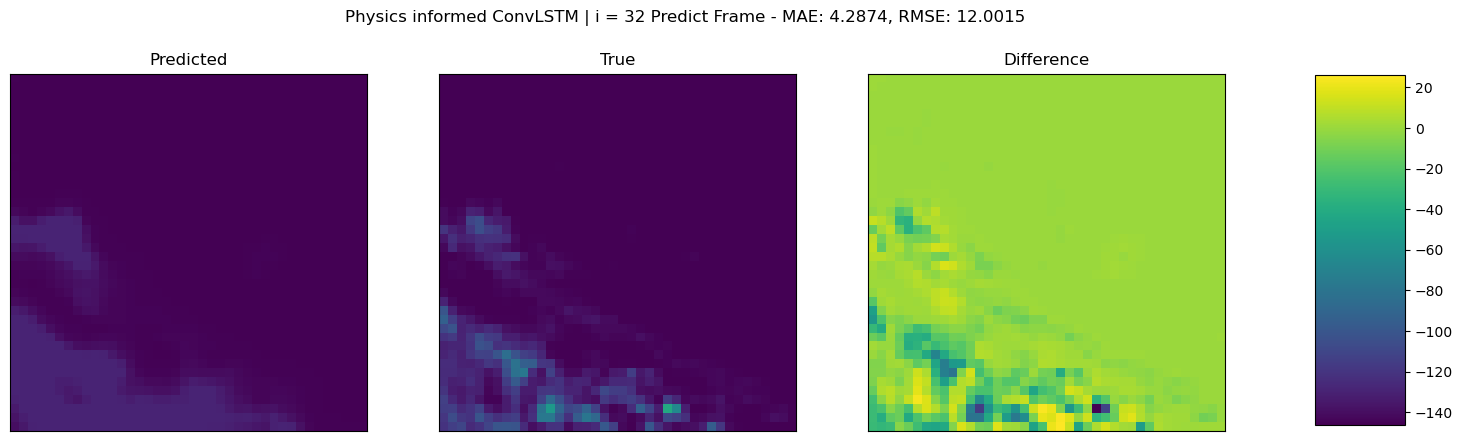 Physics informed ConvLSTM | i = 32 Predict Frame - MAE: 4.2874, RMSE: 12.0015
Predicted
True
Difference
20
0
−20
−40
−60
−80
−100
−120
−140